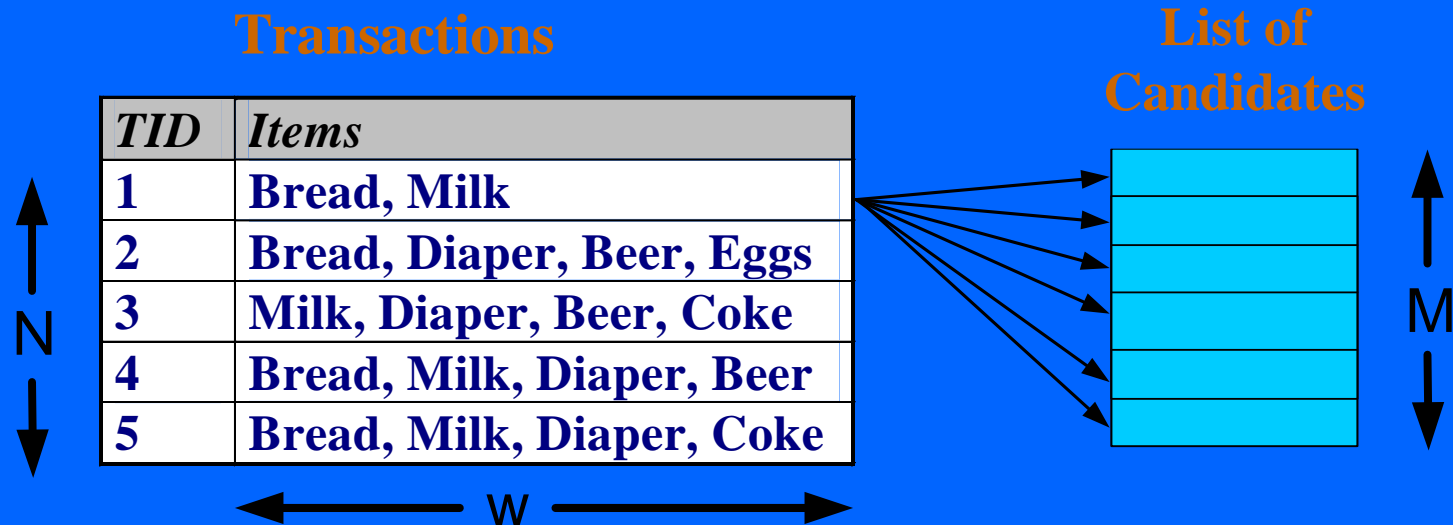 Transactions
List of
Candidates
TID Items
1 Bread, Milk
2 Bread, Diaper, Beer, Eggs
3 Milk, Diaper, Beer, Coke
4 Bread, Milk, Diaper, Beer
5 Bread, Milk, Diaper, Coke
N
M
w